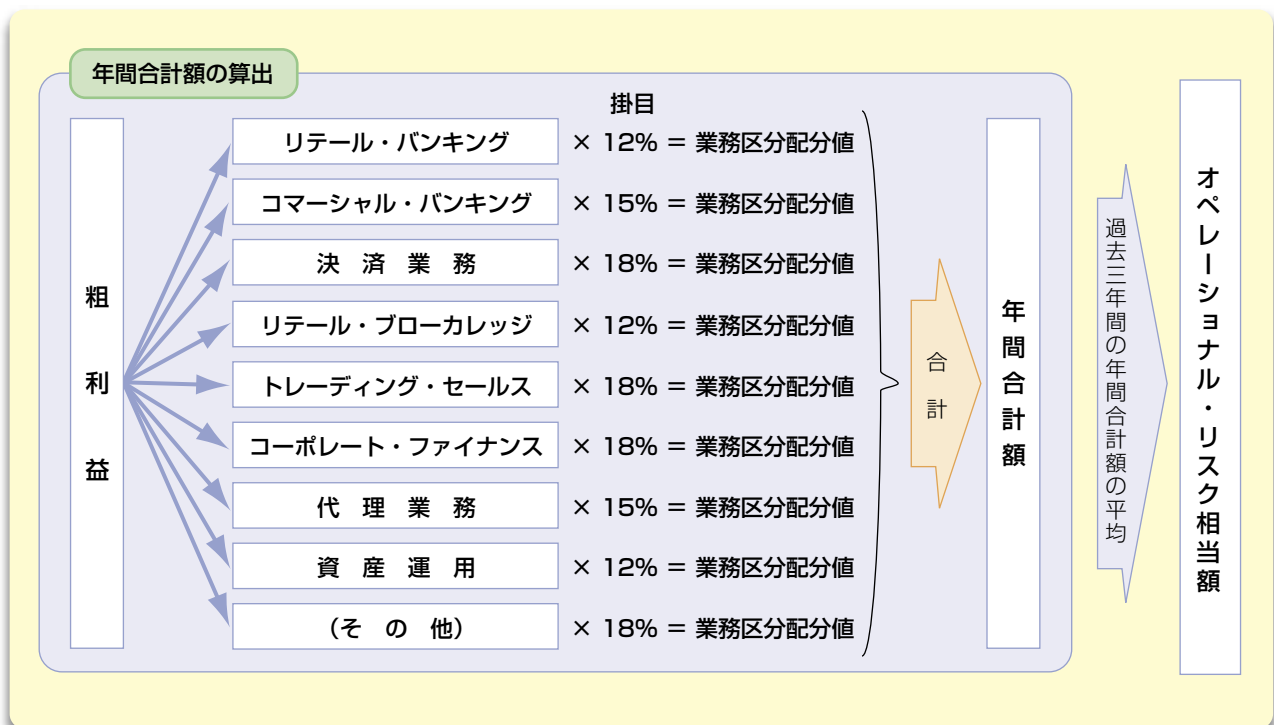 年間合計額の算出
掛目
粗利益
リテール・バンキング × 12% = 業務区分配分値
コマーシャル・バンキング × 15% = 業務区分配分値
決済業務 × 18% = 業務区分配分値
リテール・ブローカレッジ × 12% = 業務区分配分値
トレーディング・セールス × 18% = 業務区分配分値
コーポレート・ファイナンス × 18% = 業務区分配分値
代理業務 × 15% = 業務区分配分値
資産運用 × 12% = 業務区分配分値
(その他) × 18% = 業務区分配分値
合計
年間合計額
過去三年間の年間合計額の平均
オペレーショナル・リスク相当額